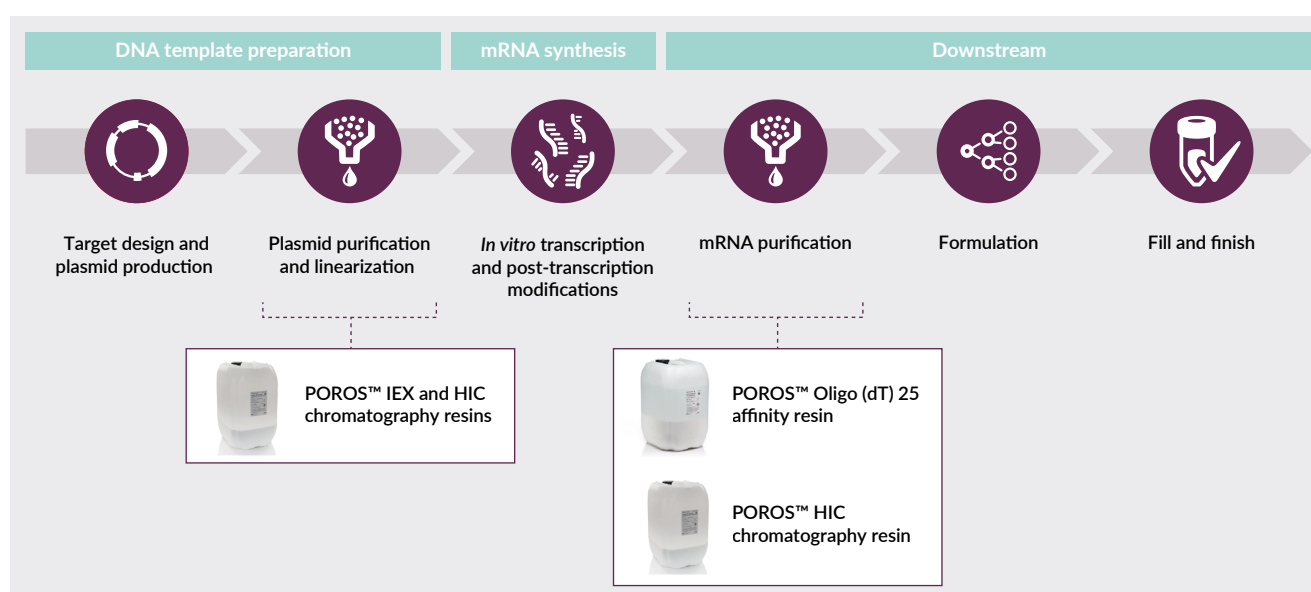 DNA template preparation
mRNA synthesis
Downstream
Target design and
plasmid production
Plasmid purification
and linearization
In vitro transcription
and post-transcription
modifications
mRNA purification
Formulation
Fill and finish
POROS™ IEX and HIC
chromatography resins
POROS™ Oligo (dT) 25
affinity resin
POROS™ HIC
chromatography resin